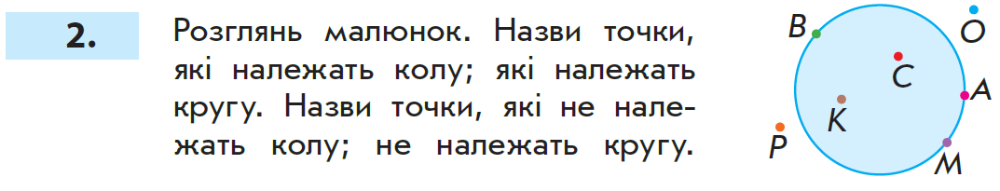 2.
Розглянь малюнок. Назви точки,
які належать колу; які належать
кругу. Назви точки, які не нале-
жать колу; не належать кругу.
B
O
C
A
K
P
M